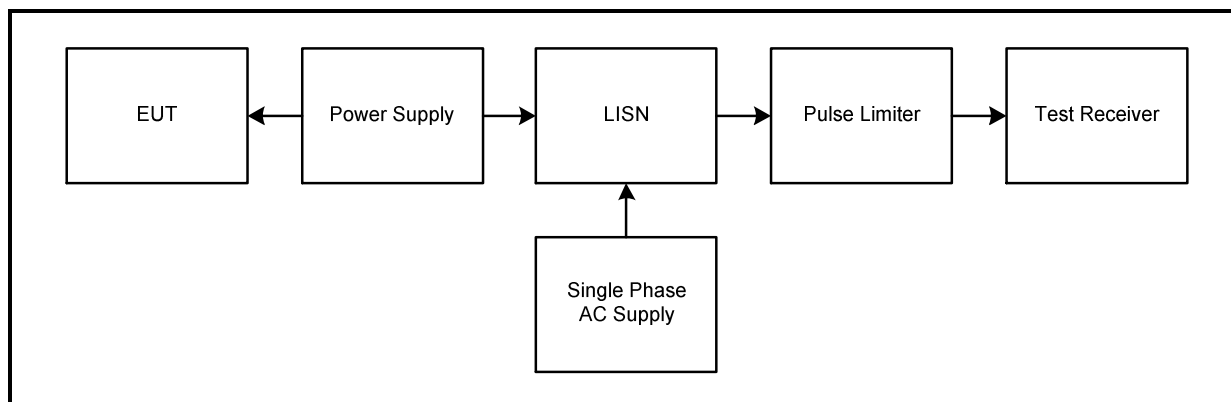 EUT
Power Supply
LISN
Pulse Limiter
Test Receiver
Single Phase
AC Supply